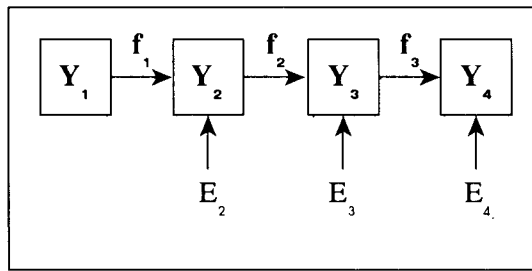 f₁ f₂ f₃
Y₁ Y₂ Y₃ Y₄
E₂ E₃ E₄